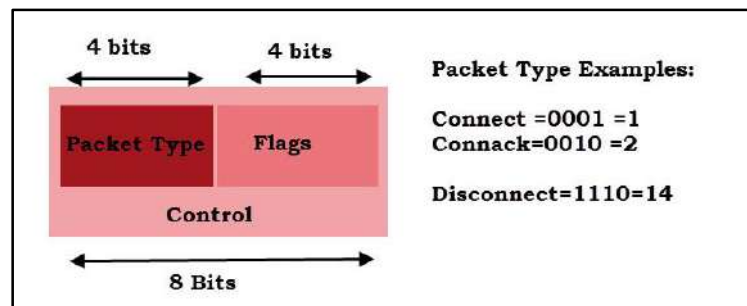 4 bits
4 bits
Packet Type
Flags
Control
8 Bits
Packet Type Examples:
Connect =0001 =1
Connack=0010 =2
Disconnect=1110=14